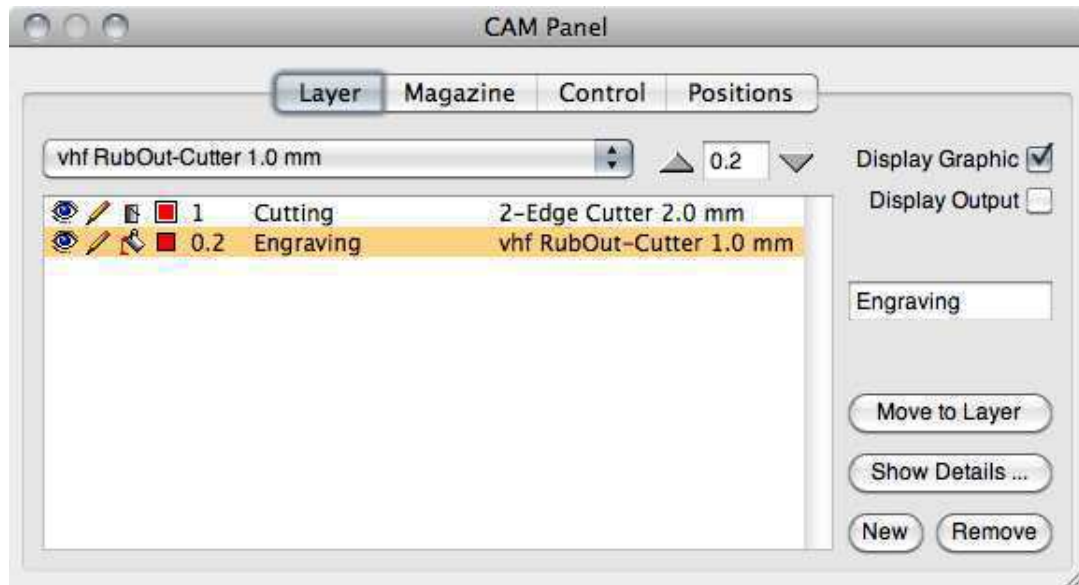 CAM Panel
Layer Magazine Control Positions
vhf RubOut-Cutter 1.0 mm 0.2 Display Graphic
Display Output
1 Cutting 2-Edge Cutter 2.0 mm
0.2 Engraving vhf RubOut-Cutter 1.0 mm
Engraving
Move to Layer
Show Details ...
New Remove